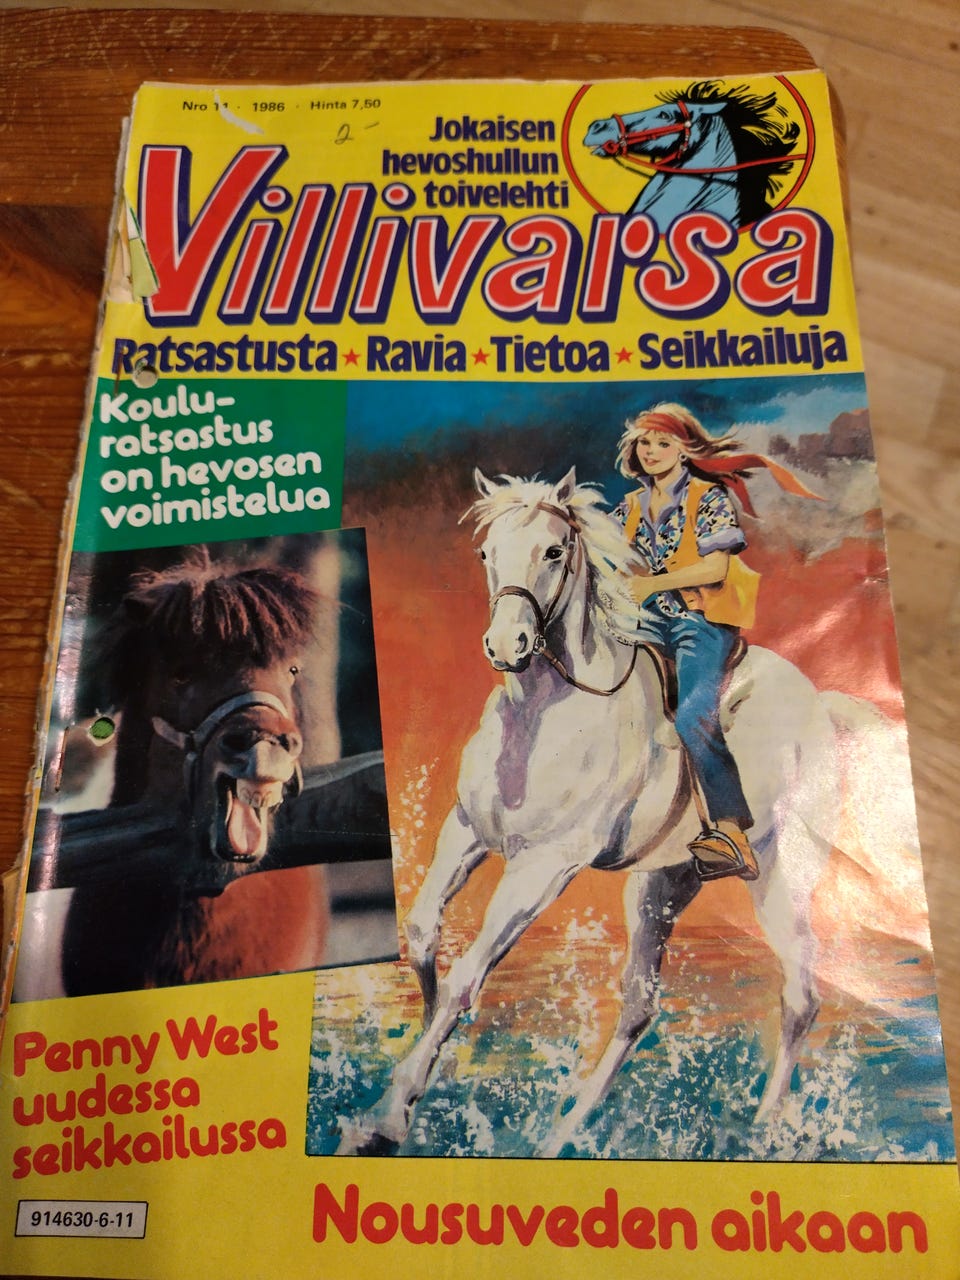 Nro 11 · 1986 · Hinta 7,50
2-
Jokaisen
hevoshullun
toivelehti
Villivarsa
Ratsastusta ★ Ravia ★ Tietoa ★ Seikkailuja
Koulu-
ratsastus
on hevosen
voimistelua
Penny West
uudessa
seikkailussa
914630-6-11
Nousuveden aikaan